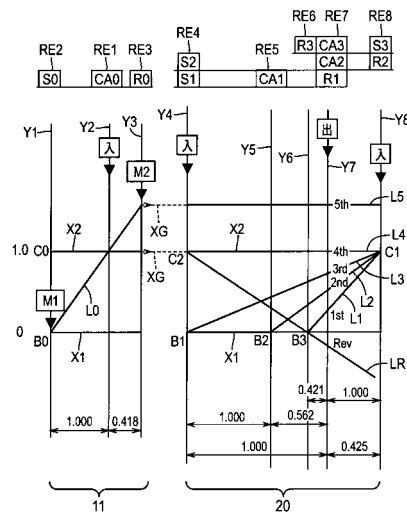 RE6 RE7 RE8
RE4
RE2 RE1 RE3 RE5 R3 CA3 S3
S2 CA2 R2
S0 CA0 R0 S1 CA1 R1
Y1 Y2 Y3 Y4 Y5 Y6 出 Y7 Y8
入 入 入
M2
5th L5
XG
X2 X2 4th L4
1.0 C0 C2 C1
XG 3rd L3
2nd L2
M1 L0 1st L1
0 B0 X1 B1 X1 B2 B3 Rev
LR
0.421 1.000
1.000 0.418 1.000 0.562
1.000 0.425
11 20